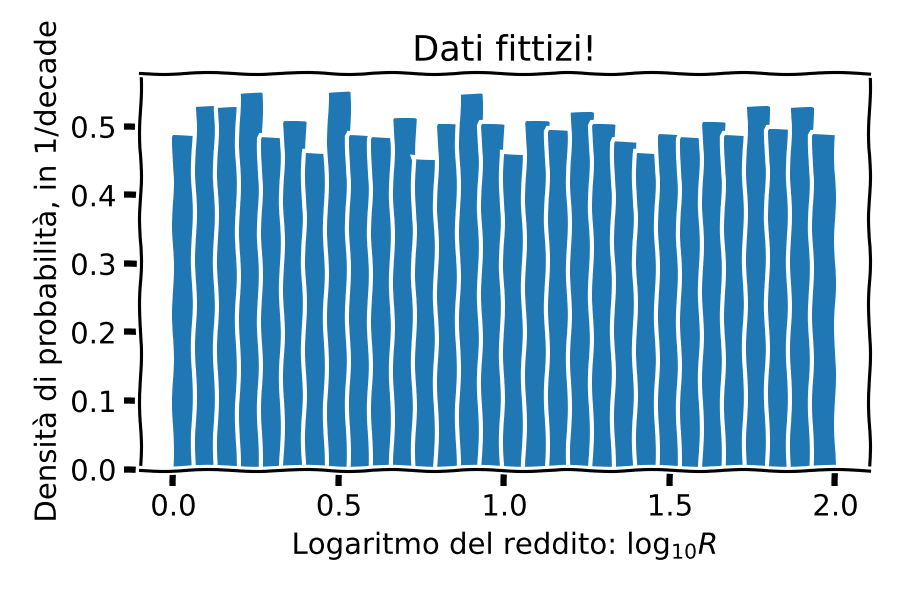 Dati fittizi!
Densità di probabilità, in 1/decade
0.5
0.4
0.3
0.2
0.1
0.0
0.0 0.5 1.0 1.5 2.0
Logaritmo del reddito: log₁₀R